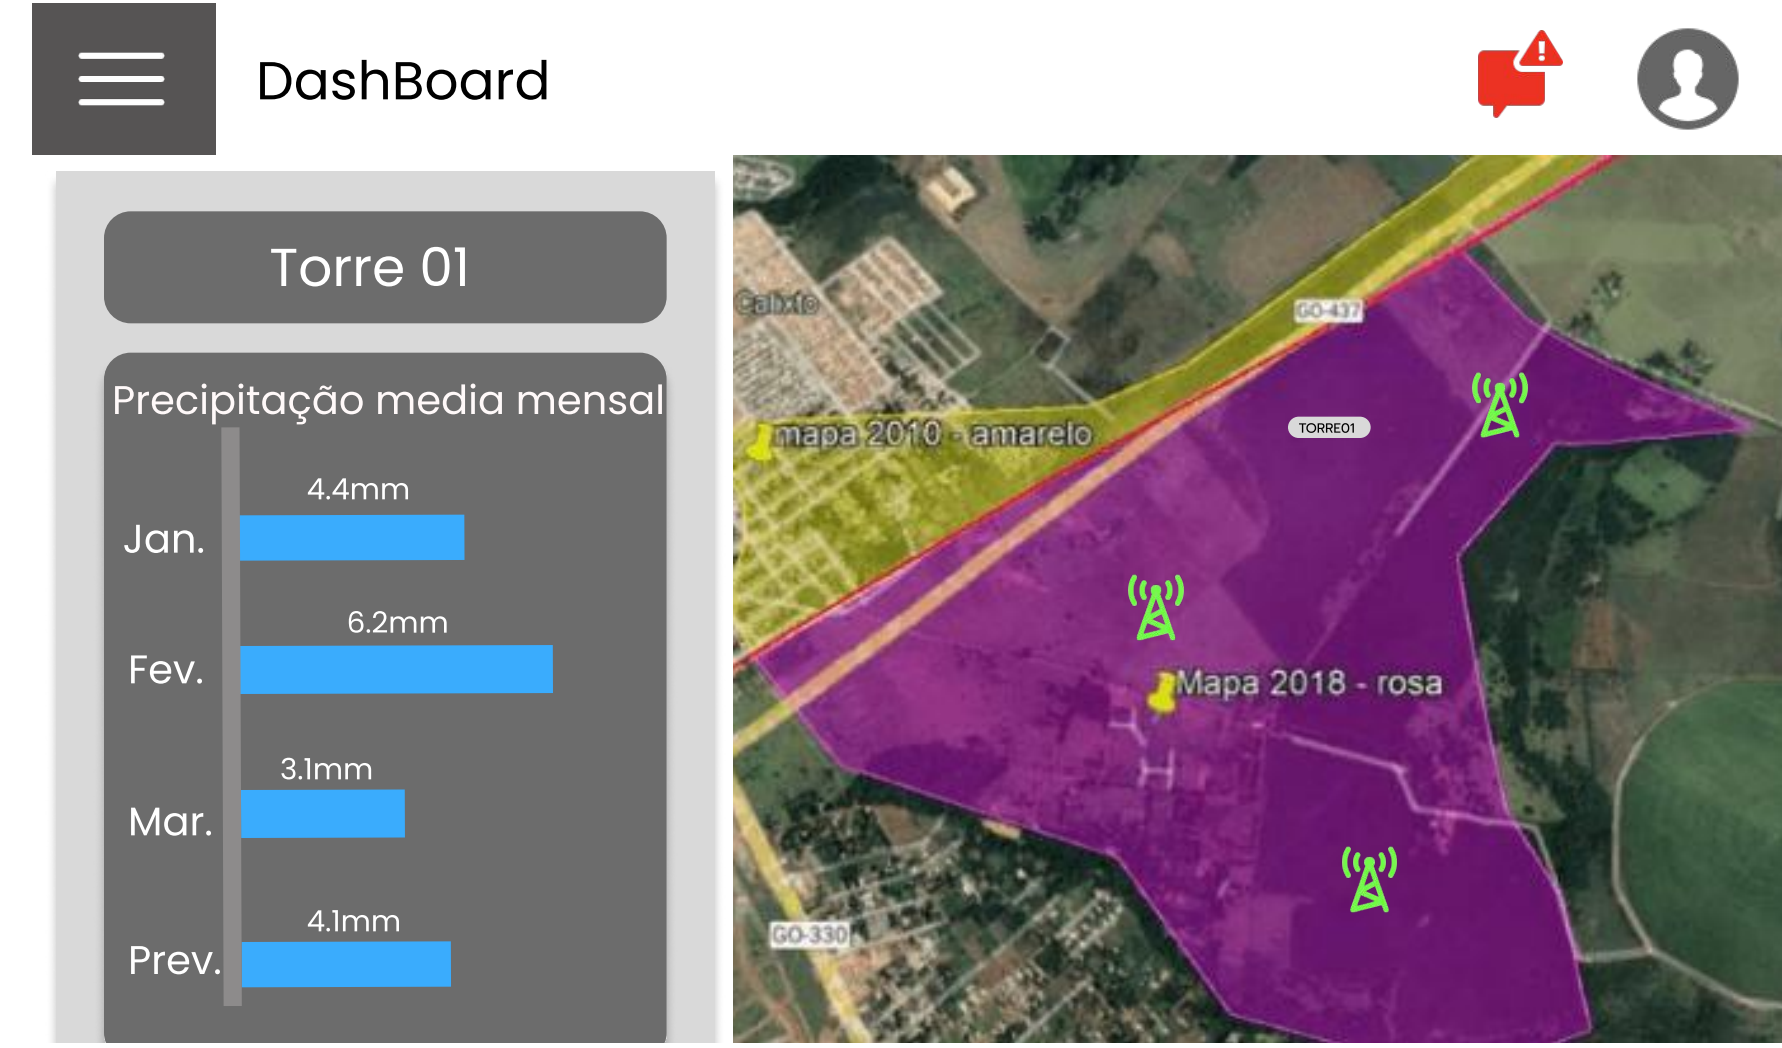 DashBoard
Torre 01
Precipitação media mensal
4.4mm
Jan.
6.2mm
Fev.
3.1mm
Mar.
4.1mm
Prev.
Calixto
GO-437
TORRE01
mapa 2010 - amarelo
Mapa 2018 - rosa
GO-330